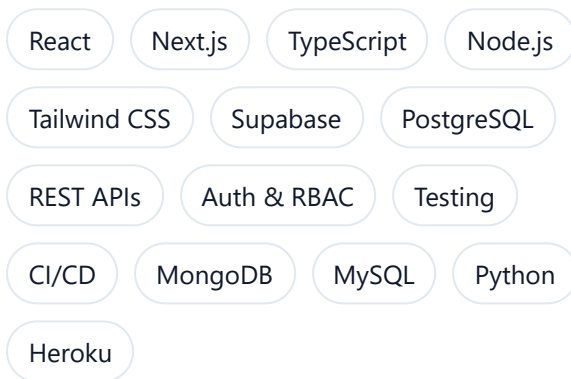 React Next.js TypeScript Node.js
Tailwind CSS Supabase PostgreSQL
REST APIs Auth & RBAC Testing
CI/CD MongoDB MySQL Python
Heroku